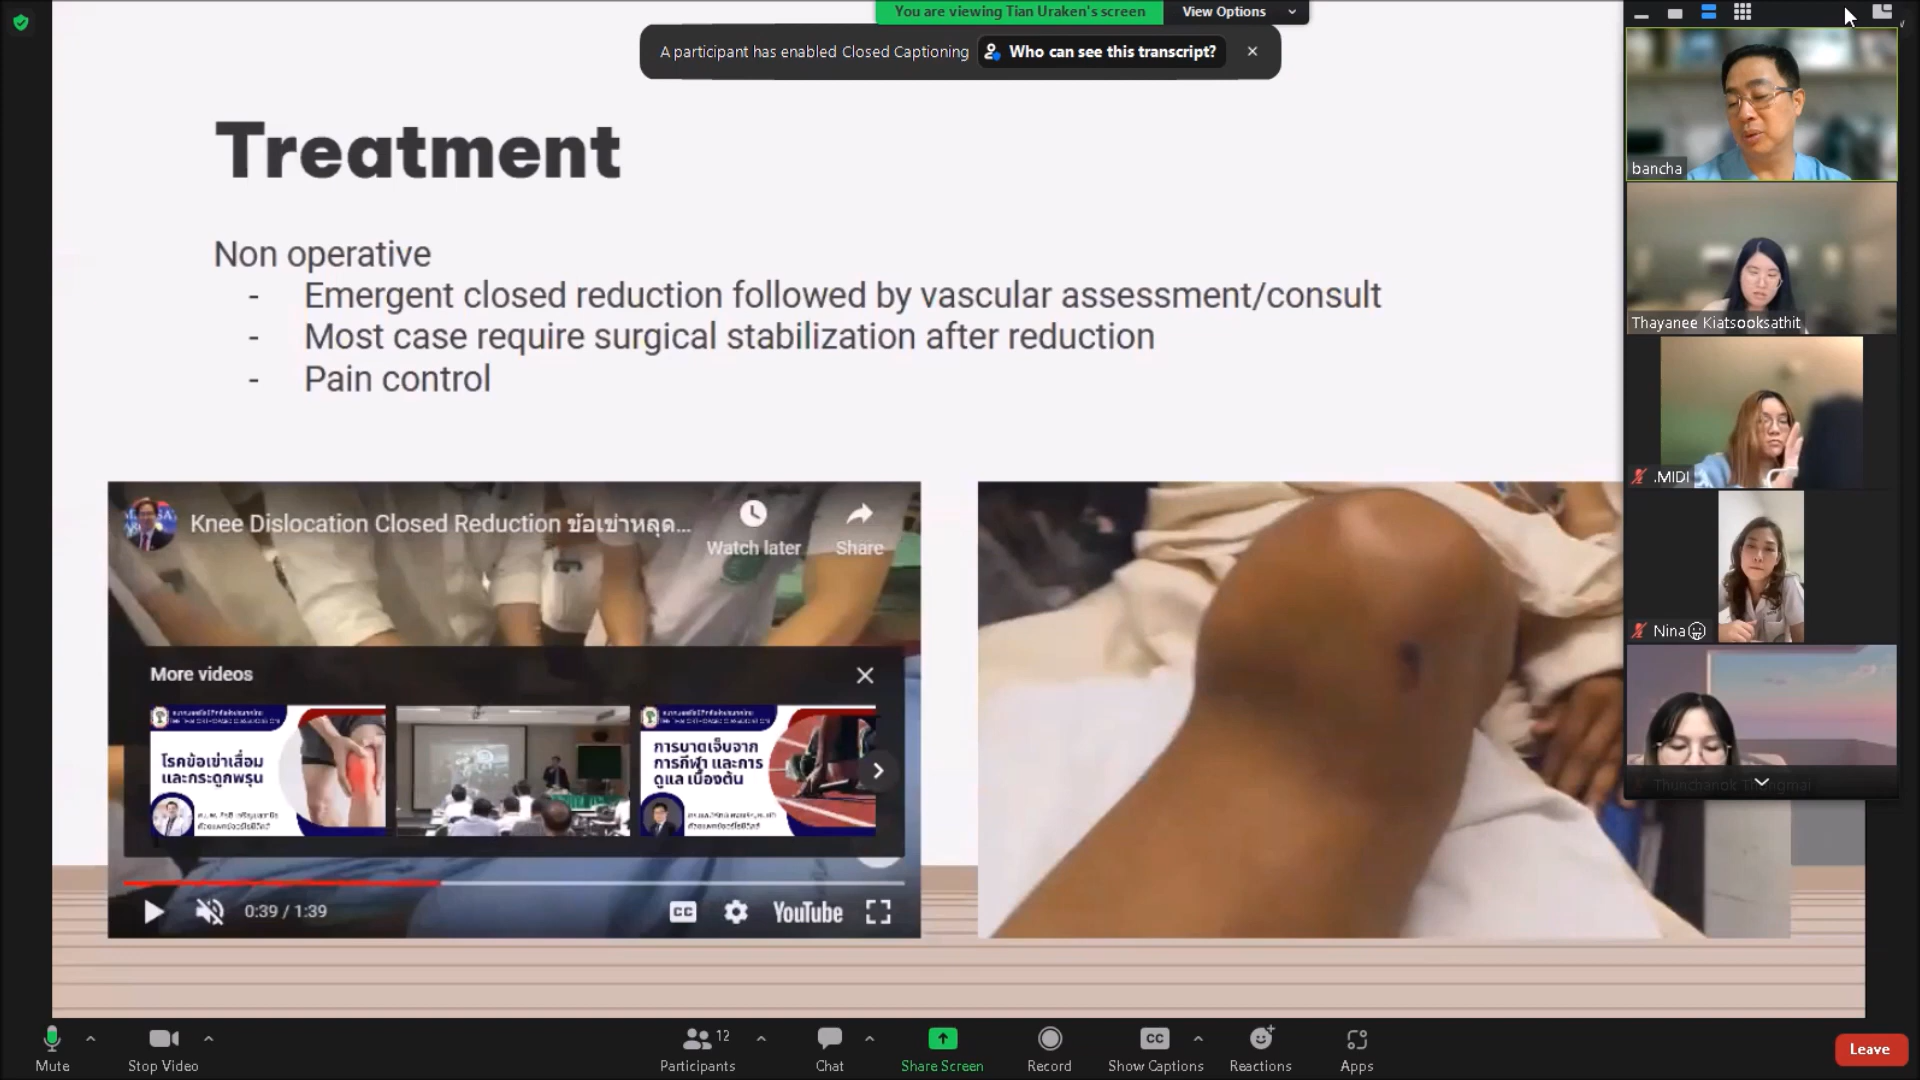 You are viewing Tian Uraken's screen
View Options
A participant has enabled Closed Captioning
Who can see this transcript?
Treatment
Non operative
- Emergent closed reduction followed by vascular assessment/consult
- Most case require surgical stabilization after reduction
- Pain control
Knee Dislocation Closed Reduction ข้อเข่าหลุด...
Watch later
Share
More videos
โรคข้อเข่าเสื่อม
และกระดูกพรุน
การบาดเจ็บจาก
การกีฬา และการ
ดูแล เบื้องต้น
0:39 / 1:39
CC
YouTube
bancha
Thayanee Kiatsooksathit
.MIDI
Nina
Thunchanok Thongmai
Mute
Stop Video
Participants
12
Chat
Share Screen
Record
CC
Show Captions
Reactions
Apps
Leave